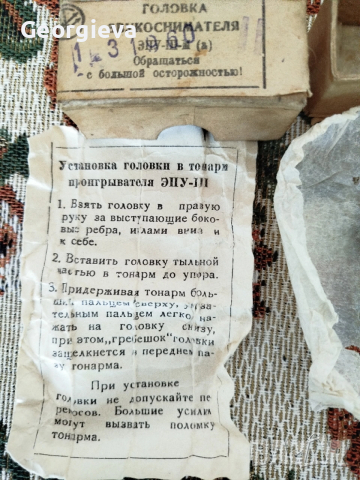 Georgieva
ГОЛОВКА
ЗВУКОСНИМАТЕЛЯ
Обращаться
с большой осторожностью!
Установка головки в тонарм
проигрывателя ЭПУ-III
1. Взять головку в правую
руку за выступающие боко-
вые ребра, иглами вниз и
к себе.
2. Вставить головку тыльной
частью в тонарм до упора.
3. Придерживая тонарм боль-
шим пальцем сверху, указа-
тельным пальцем легко на-
жать на головку снизу,
при этом „гребешок" головки
защелкнется в переднем па-
зу тонарма.
При установке
головки не допускайте пе-
рекосов. Большие усилия
могут вызвать поломку
тонарма.